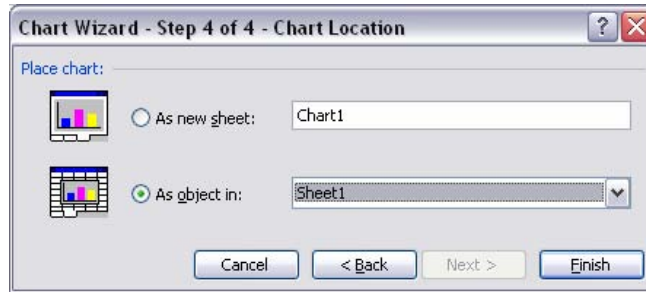 Chart Wizard - Step 4 of 4 - Chart Location
?
Place chart:
As new sheet: Chart1
As object in: Sheet1
Cancel < Back Next > Finish